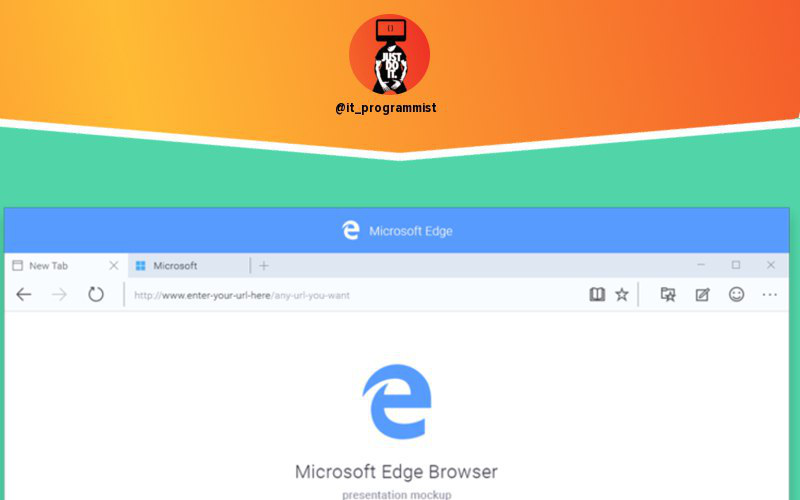 { }
JUST
DO
IT.
@it_programmist
Microsoft Edge
New Tab
Microsoft
http://www.enter-your-url-here/any-url-you-want
Microsoft Edge Browser
presentation mockup